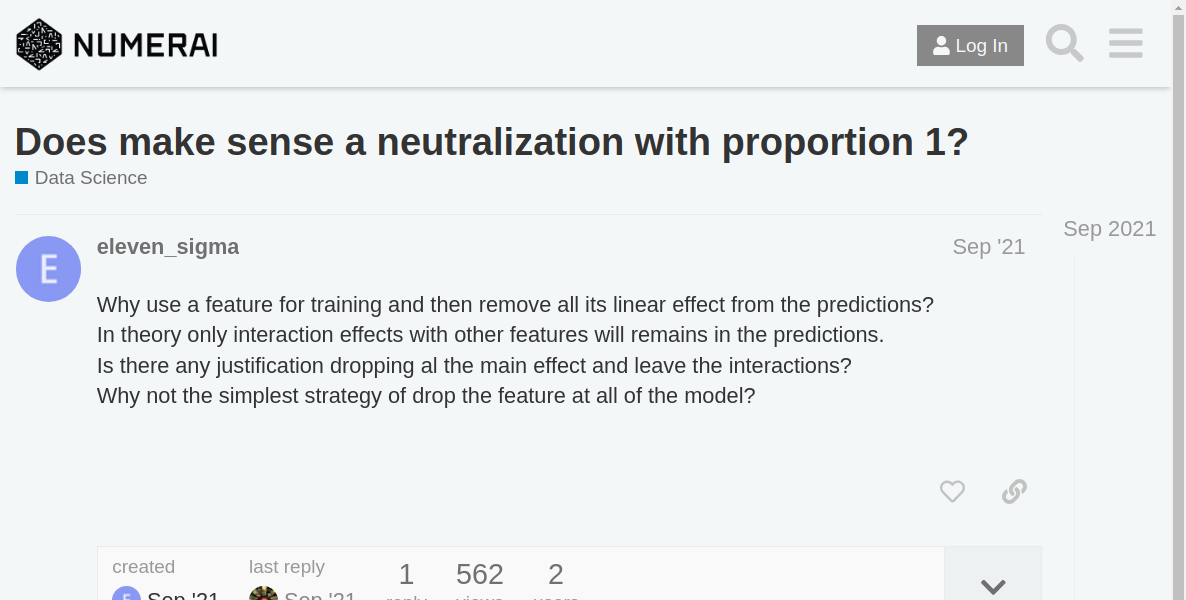 NUMERAI
Log In
Does make sense a neutralization with proportion 1?
Data Science
Sep 2021
E
eleven_sigma
Sep '21
Why use a feature for training and then remove all its linear effect from the predictions?
In theory only interaction effects with other features will remains in the predictions.
Is there any justification dropping al the main effect and leave the interactions?
Why not the simplest strategy of drop the feature at all of the model?
created
last reply
1
562
2
E Sep '21
Sep '21
reply
views
users